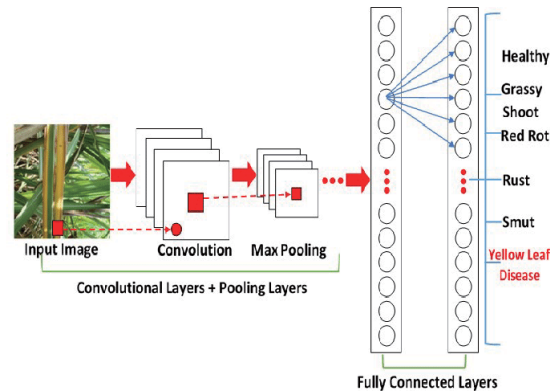 Input Image
Convolution
Max Pooling
Convolutional Layers + Pooling Layers
Healthy
Grassy
Shoot
Red Rot
Rust
Smut
Yellow Leaf
Disease
Fully Connected Layers